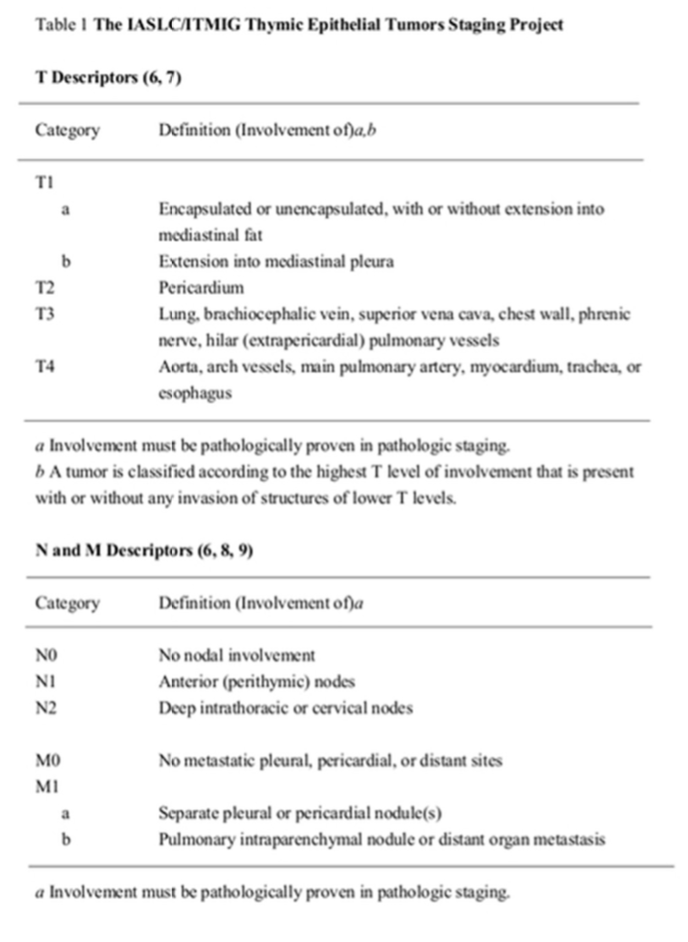 Table 1 The IASLC/ITMIG Thymic Epithelial Tumors Staging Project
T Descriptors (6, 7)
Category Definition (Involvement of)a,b
T1
a Encapsulated or unencapsulated, with or without extension into
mediastinal fat
b Extension into mediastinal pleura
T2 Pericardium
T3 Lung, brachiocephalic vein, superior vena cava, chest wall, phrenic
nerve, hilar (extrapericardial) pulmonary vessels
T4 Aorta, arch vessels, main pulmonary artery, myocardium, trachea, or
esophagus
a Involvement must be pathologically proven in pathologic staging.
b A tumor is classified according to the highest T level of involvement that is present
with or without any invasion of structures of lower T levels.
N and M Descriptors (6, 8, 9)
Category Definition (Involvement of)a
N0 No nodal involvement
N1 Anterior (perithymic) nodes
N2 Deep intrathoracic or cervical nodes
M0 No metastatic pleural, pericardial, or distant sites
M1
a Separate pleural or pericardial nodule(s)
b Pulmonary intraparenchymal nodule or distant organ metastasis
a Involvement must be pathologically proven in pathologic staging.